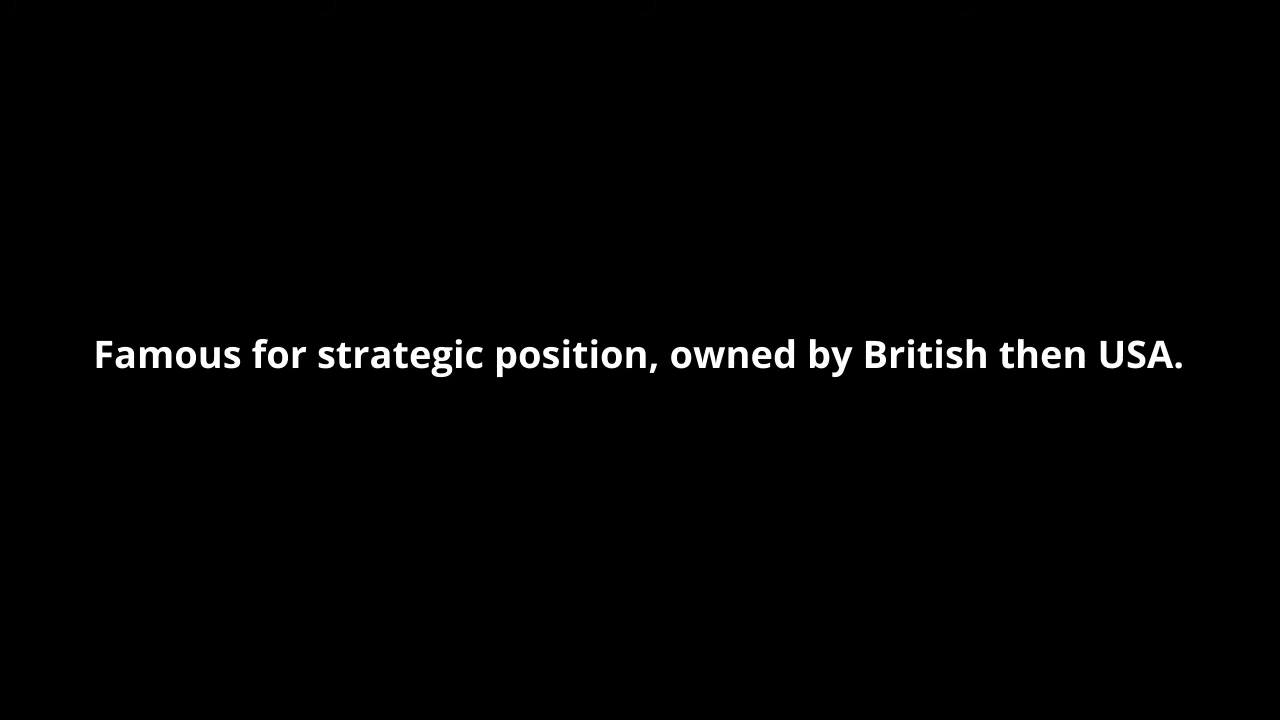 Famous for strategic position, owned by British then USA.